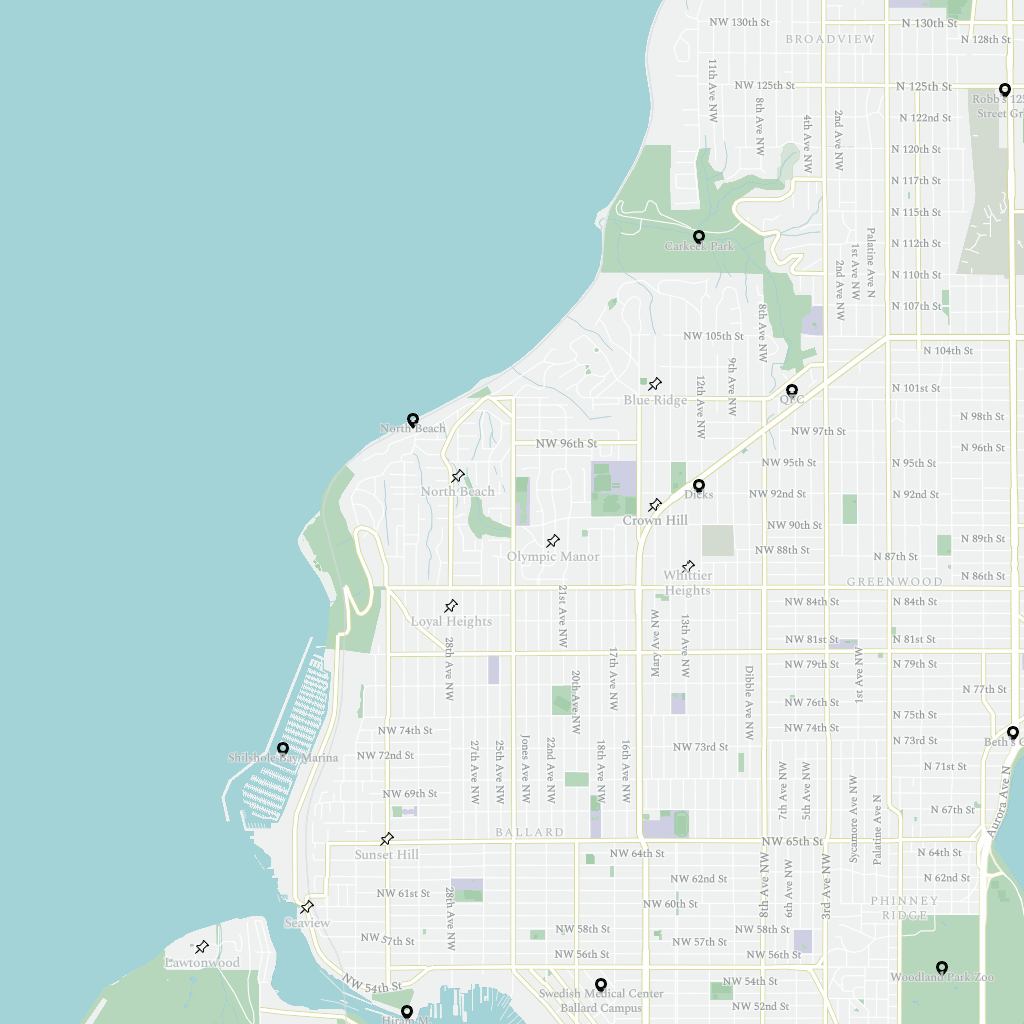 NW 130th St
N 130th St
BROADVIEW
N 128th St
11th Ave NW
NW 125th St
N 125th St
Robb's 125
Street Gr
8th Ave NW
4th Ave NW
2nd Ave NW
N 122nd St
N 120th St
N 117th St
N 115th St
Carkeek Park
N 112th St
Palatine Ave N
1st Ave NW
2nd Ave NW
N 110th St
N 107th St
8th Ave NW
NW 105th St
N 104th St
9th Ave NW
12th Ave NW
N 101st St
Blue Ridge
QFC
N 98th St
North Beach
NW 97th St
NW 96th St
N 96th St
NW 95th St
N 95th St
North Beach
Dicks
NW 92nd St
N 92nd St
Crown Hill
NW 90th St
N 89th St
Olympic Manor
NW 88th St
N 87th St
Whittier
Heights
GREENWOOD
N 86th St
21st Ave NW
NW 84th St
N 84th St
Loyal Heights
Mary Ave NW
13th Ave NW
28th Ave NW
17th Ave NW
NW 81st St
N 81st St
NW 79th St
N 79th St
1st Ave NW
Dibble Ave NW
20th Ave NW
N 77th St
NW 76th St
N 75th St
NW 74th St
NW 74th St
N 73rd St
Beth's C
NW 73rd St
NW 72nd St
Shilshole Bay Marina
27th Ave NW
25th Ave NW
Jones Ave NW
22nd Ave NW
18th Ave NW
16th Ave NW
7th Ave NW
5th Ave NW
Sycamore Ave NW
Palatine Ave N
Aurora Ave N
N 71st St
NW 69th St
N 67th St
BALLARD
NW 65th St
Sunset Hill
NW 64th St
N 64th St
NW 62nd St
N 62nd St
8th Ave NW
6th Ave NW
3rd Ave NW
NW 61st St
28th Ave NW
NW 60th St
PHINNEY
RIDGE
Seaview
NW 58th St
NW 58th St
NW 57th St
NW 57th St
NW 56th St
NW 56th St
Lawtonwood
NW 54th St
NW 54th St
Woodland Park Zoo
Swedish Medical Center
Ballard Campus
NW 52nd St
N 52nd St
Hiram M